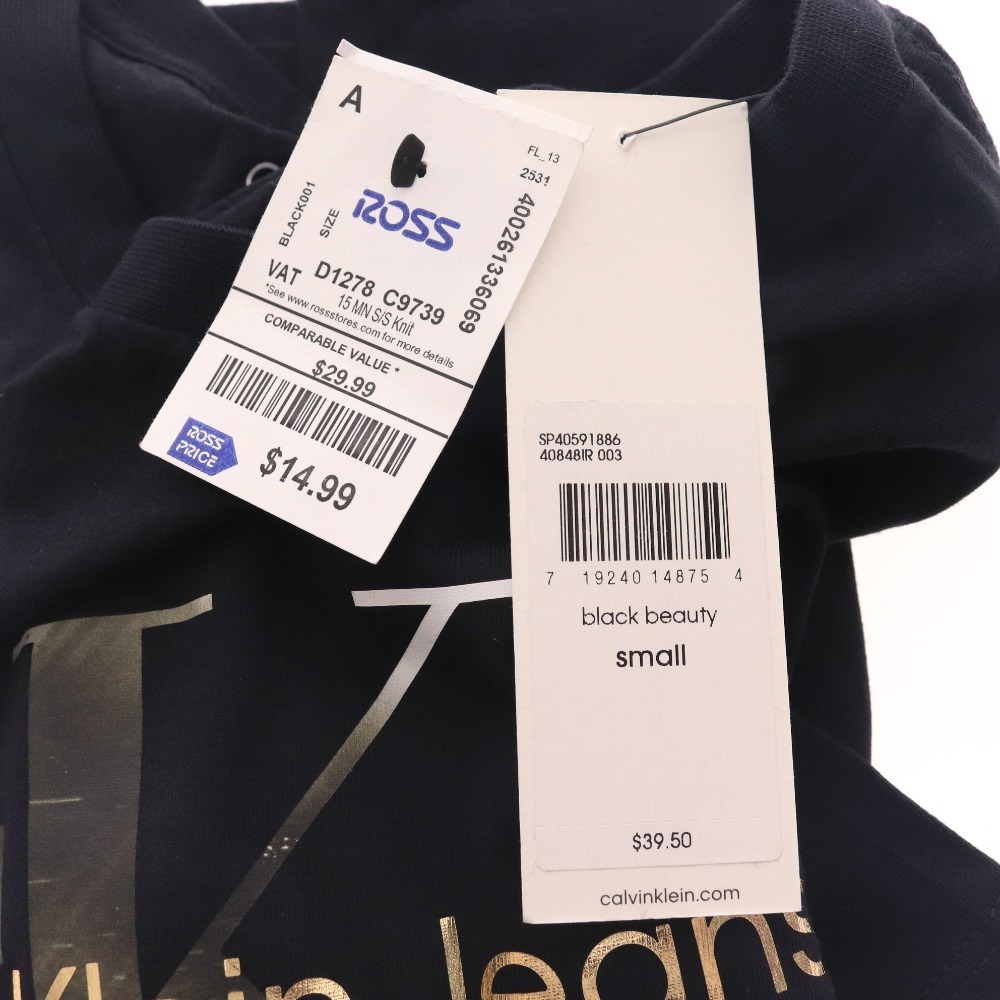 A
FL_13
2531
400261336069
BLACK001
SIZE
ROSS
VAT D1278 C9739
15 MN S/S Knit
*See www.rossstores.com for more details
COMPARABLE VALUE *
$29.99
ROSS
PRICE
$14.99
SP40591886
40848IR 003
7 19240 14875 4
black beauty
small
$39.50
calvinklein.com
K
Klein Jeans